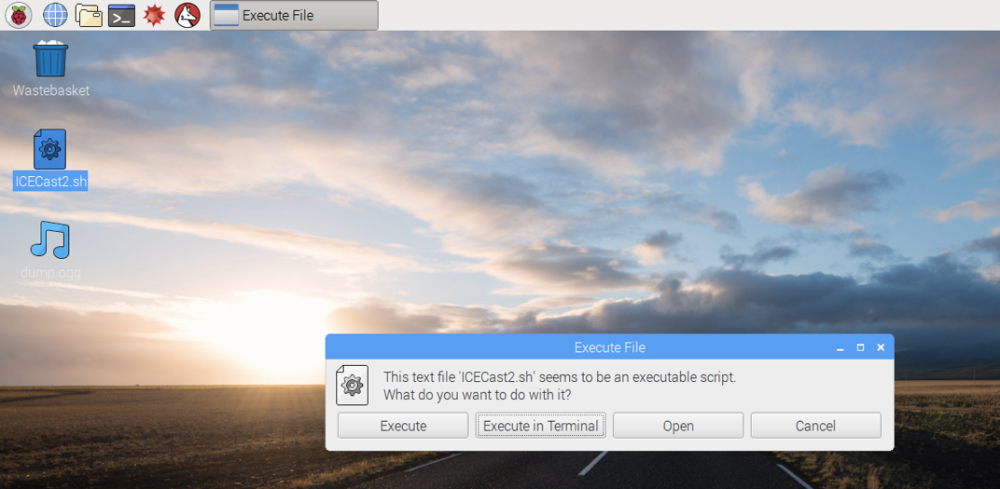 Execute File
Wastebasket
ICECast2.sh
dump.ogg
Execute File
This text file 'ICECast2.sh' seems to be an executable script.
What do you want to do with it?
Execute
Execute in Terminal
Open
Cancel